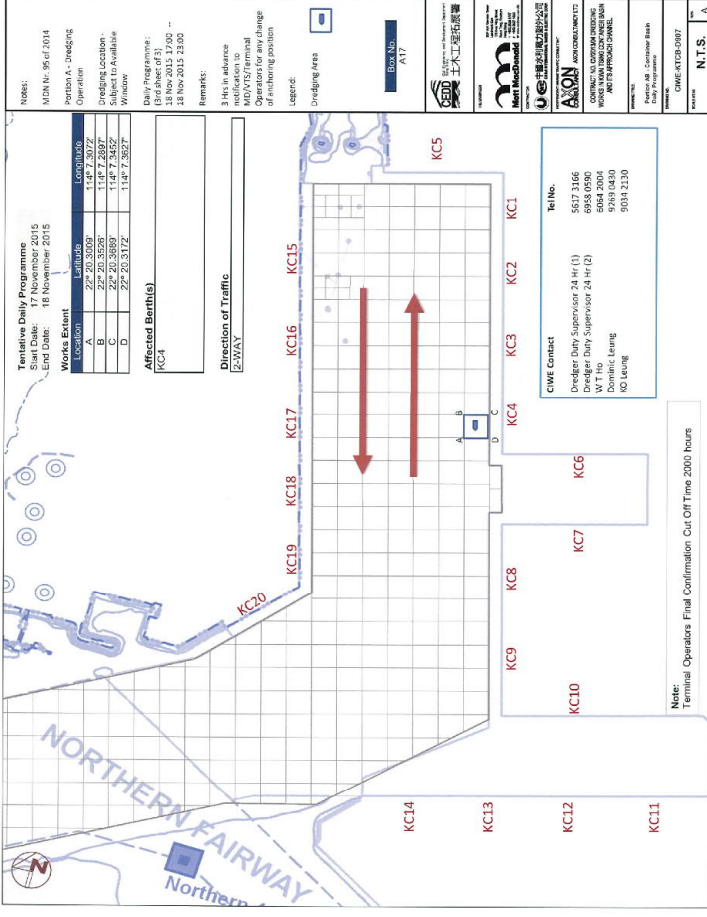 Tentative Daily Programme
Start Date: 17 November 2015
End Date: 18 November 2015
Works Extent
Location Latitude Longitude
A 22° 20.3009' 114° 7.3072'
B 22° 20.3526' 114° 7.2897'
C 22° 20.3689' 114° 7.3452'
D 22° 20.3172' 114° 7.3627'
Affected Berth(s)
KC4
Direction of Traffic
2-WAY
Notes:
MDN Nr. 95 of 2014
Portion A - Dredging
Operation
Dredging Location -
Subject to Available
Window
Daily Programme:
(3rd sheet of 3)
18 Nov 2015 17:00 --
18 Nov 2015 23:00
Remarks:
3 Hrs in advance
notification to
MD/VTS/Terminal
Operators for any change
of anchoring position
Legend:
Dredging Area
Box No.
A17
CEDD
土木工程拓展署
Mott MacDonald
AXON
CONSULTANCY
Portion AB - Container Basin
Daily Programme
CIWE-KTCB-D907
N.T.S.
A
N
NORTHERN FAIRWAY
Northern
KC20
KC19
KC18
KC17
KC16
KC15
KC5
KC14
KC13
KC12
KC11
KC10
KC9
KC8
KC7
KC6
KC4
KC3
KC2
KC1
A
B
C
D
CIWE Contact Tel No.
Dredger Duty Supervisor 24 Hr (1) 5617 3166
Dredger Duty Supervisor 24 Hr (2) 6958 0590
W T Ho 6064 2004
Dominic Leung 9269 0430
KO Leung 9034 2130
Note:
Terminal Operators Final Confirmation Cut Off Time 2000 hours